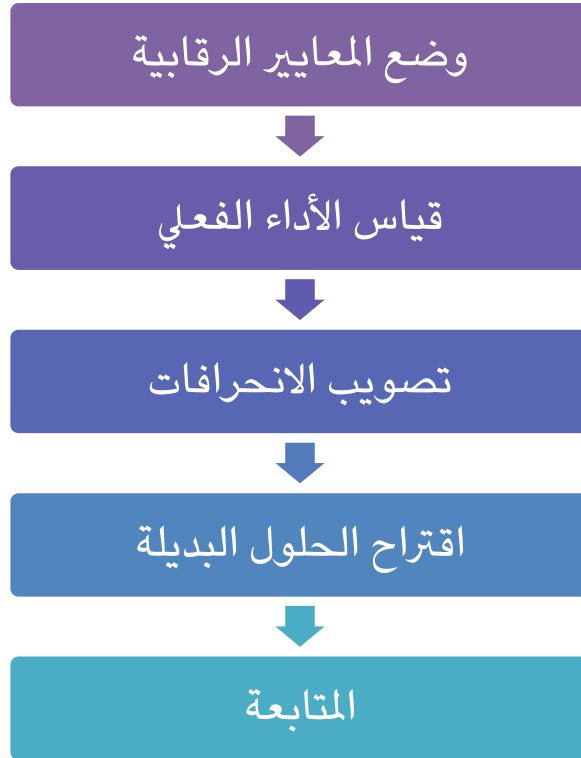 وضع المعايير الرقابية
قياس الأداء الفعلي
تصويب الانحرافات
اقتراح الحلول البديلة
المتابعة